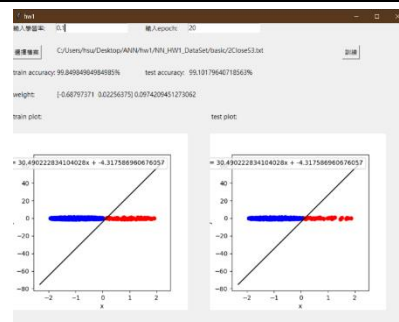 hw1
輸入學習率: 0.1 輸入epoch: 20
選擇檔案 C:/Users/hsu/Desktop/ANN/hw1/NN_HW1_DataSet/basic/2CloseS3.txt 訓練
train accuracy: 99.84984984984985% test accuracy: 99.10179640718563%
weight: [-0.68797371 0.02256375] 0.0974209451273062
train plot: test plot:
= 30.490222834104028x + -4.317586960676057 = 30.490222834104028x + -4.317586960676057
40 40
20 20
0 0
−20 −20
−40 −40
−60 −60
−80 −80
−2 −1 0 1 2 −2 −1 0 1 2
x x